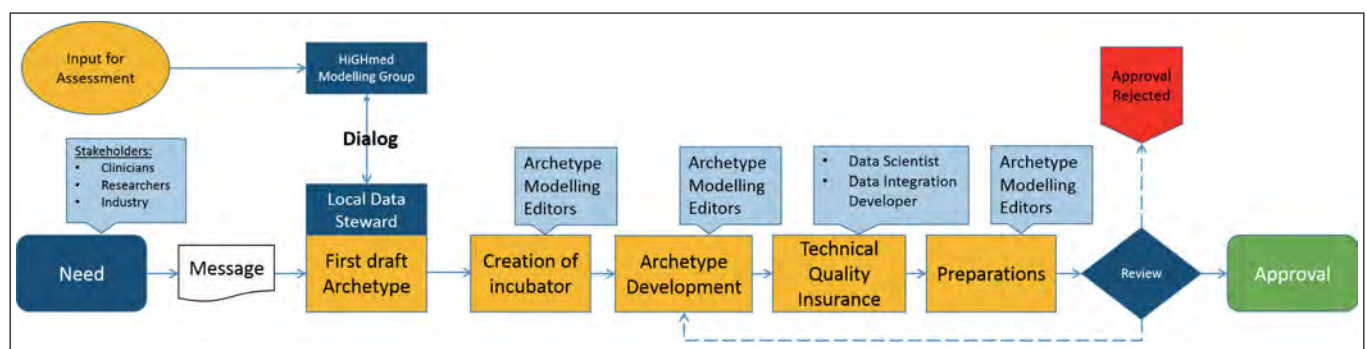 Input for
Assessment
HiGHmed
Modelling Group
Approval
Rejected
Dialog
Stakeholders:
• Clinicians
• Researchers
• Industry
Local Data
Steward
Archetype
Modelling
Editors
Archetype
Modelling
Editors
• Data Scientist
• Data Integration
Developer
Archetype
Modelling
Editors
Need
Message
First draft
Archetype
Creation of
incubator
Archetype
Development
Technical
Quality
Insurance
Preparations
Review
Approval